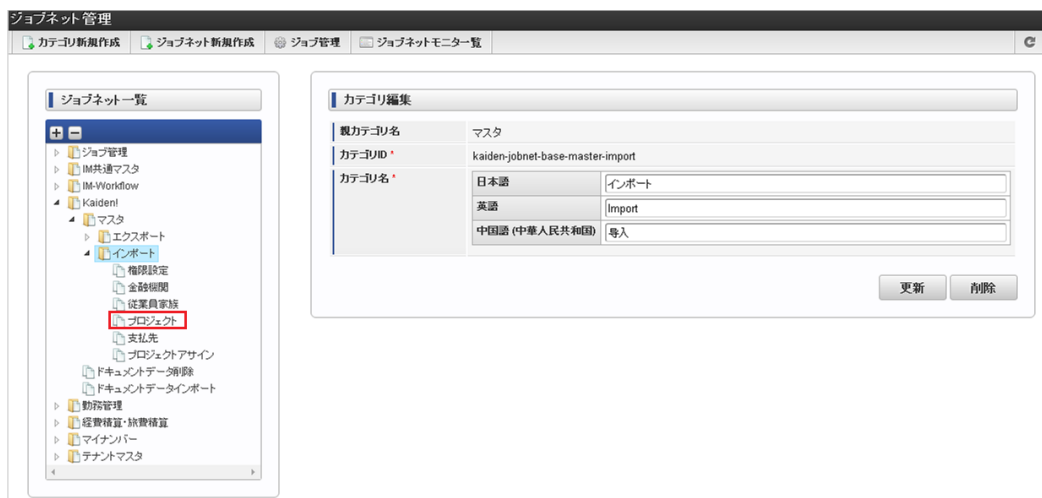 ジョブネット管理
カテゴリ新規作成 ジョブネット新規作成 ジョブ管理 ジョブネットモニタ一覧
ジョブネット一覧
ジョブ管理
IM共通マスタ
IM-Workflow
Kaiden!
マスタ
エクスポート
インポート
権限設定
金融機関
従業員家族
プロジェクト
支払先
プロジェクトアサイン
ドキュメントデータ削除
ドキュメントデータインポート
勤務管理
経費精算・旅費精算
マイナンバー
テナントマスタ
カテゴリ編集
親カテゴリ名 マスタ
カテゴリID * kaiden-jobnet-base-master-import
カテゴリ名 * 日本語 インポート
英語 Import
中国語 (中華人民共和国) 导入
更新 削除